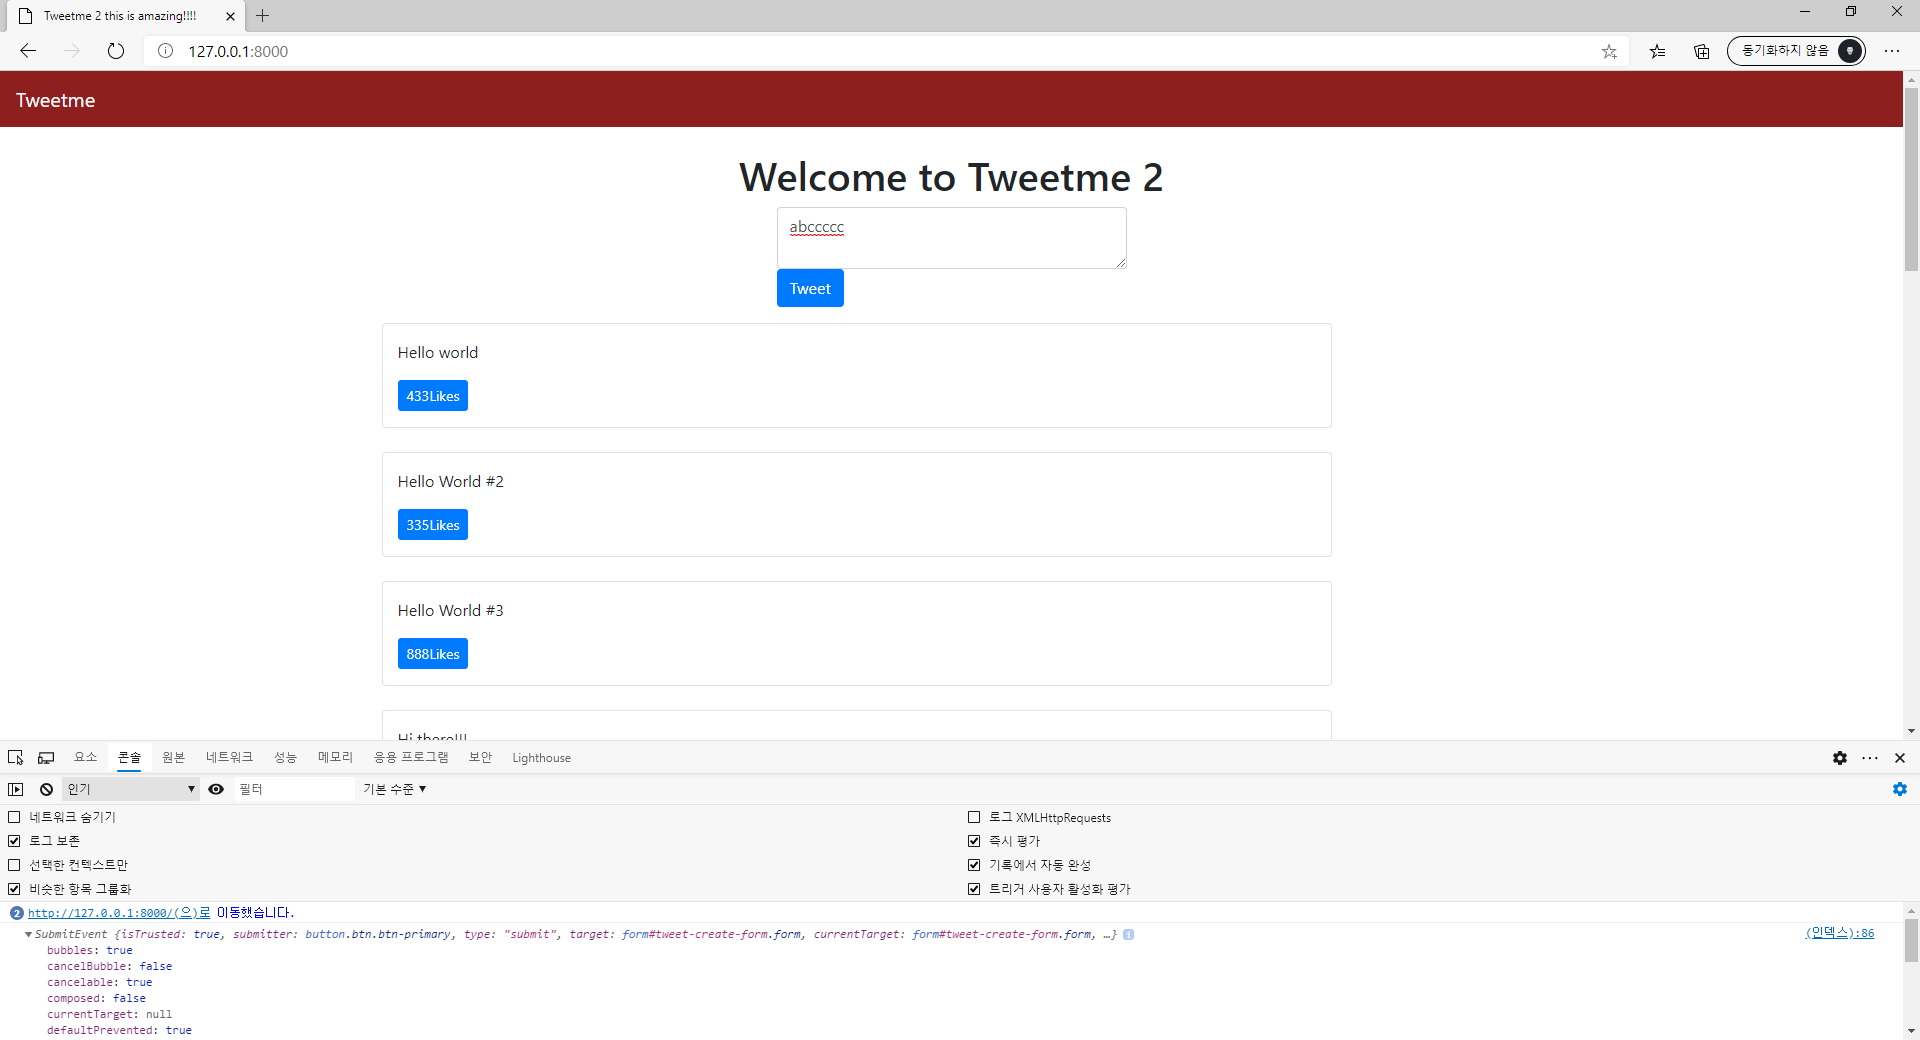 Tweetme 2 this is amazing!!!!
127.0.0.1:8000
동기화하지 않음
Tweetme
Welcome to Tweetme 2
abccccc
Tweet
Hello world
433Likes
Hello World #2
335Likes
Hello World #3
888Likes
Hi there!!!
요소 콘솔 원본 네트워크 성능 메모리 응용 프로그램 보안 Lighthouse
인기 ▼ 필터 기본 수준 ▼
네트워크 숨기기 로그 XMLHttpRequests
로그 보존 즉시 평가
선택한 컨텍스트만 기록에서 자동 완성
비슷한 항목 그룹화 트리거 사용자 활성화 평가
2 http://127.0.0.1:8000/(으)로 이동했습니다.
▼SubmitEvent {isTrusted: true, submitter: button.btn.btn-primary, type: "submit", target: form#tweet-create-form.form, currentTarget: form#tweet-create-form.form, …} i (인덱스):86
bubbles: true
cancelBubble: false
cancelable: true
composed: false
currentTarget: null
defaultPrevented: true